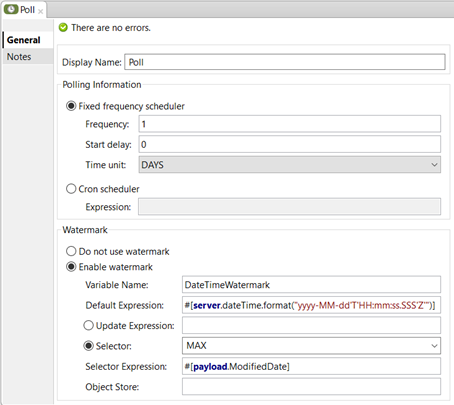 Poll
General
Notes
There are no errors.
Display Name: Poll
Polling Information
Fixed frequency scheduler
Frequency: 1
Start delay: 0
Time unit: DAYS
Cron scheduler
Expression:
Watermark
Do not use watermark
Enable watermark
Variable Name: DateTimeWatermark
Default Expression: #[server.dateTime.format("yyyy-MM-dd'T'HH:mm:ss.SSS'Z'")]
Update Expression:
Selector: MAX
Selector Expression: #[payload.ModifiedDate]
Object Store: